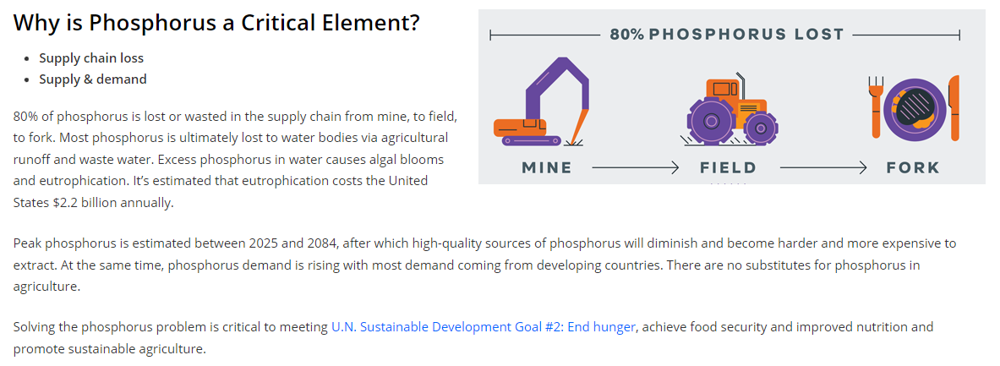 Why is Phosphorus a Critical Element?
• Supply chain loss
• Supply & demand
80% of phosphorus is lost or wasted in the supply chain from mine, to field,
to fork. Most phosphorus is ultimately lost to water bodies via agricultural
runoff and waste water. Excess phosphorus in water causes algal blooms
and eutrophication. It’s estimated that eutrophication costs the United
States $2.2 billion annually.
80% PHOSPHORUS LOST
MINE FIELD FORK
Peak phosphorus is estimated between 2025 and 2084, after which high-quality sources of phosphorus will diminish and become harder and more expensive to
extract. At the same time, phosphorus demand is rising with most demand coming from developing countries. There are no substitutes for phosphorus in
agriculture.
Solving the phosphorus problem is critical to meeting U.N. Sustainable Development Goal #2: End hunger, achieve food security and improved nutrition and
promote sustainable agriculture.